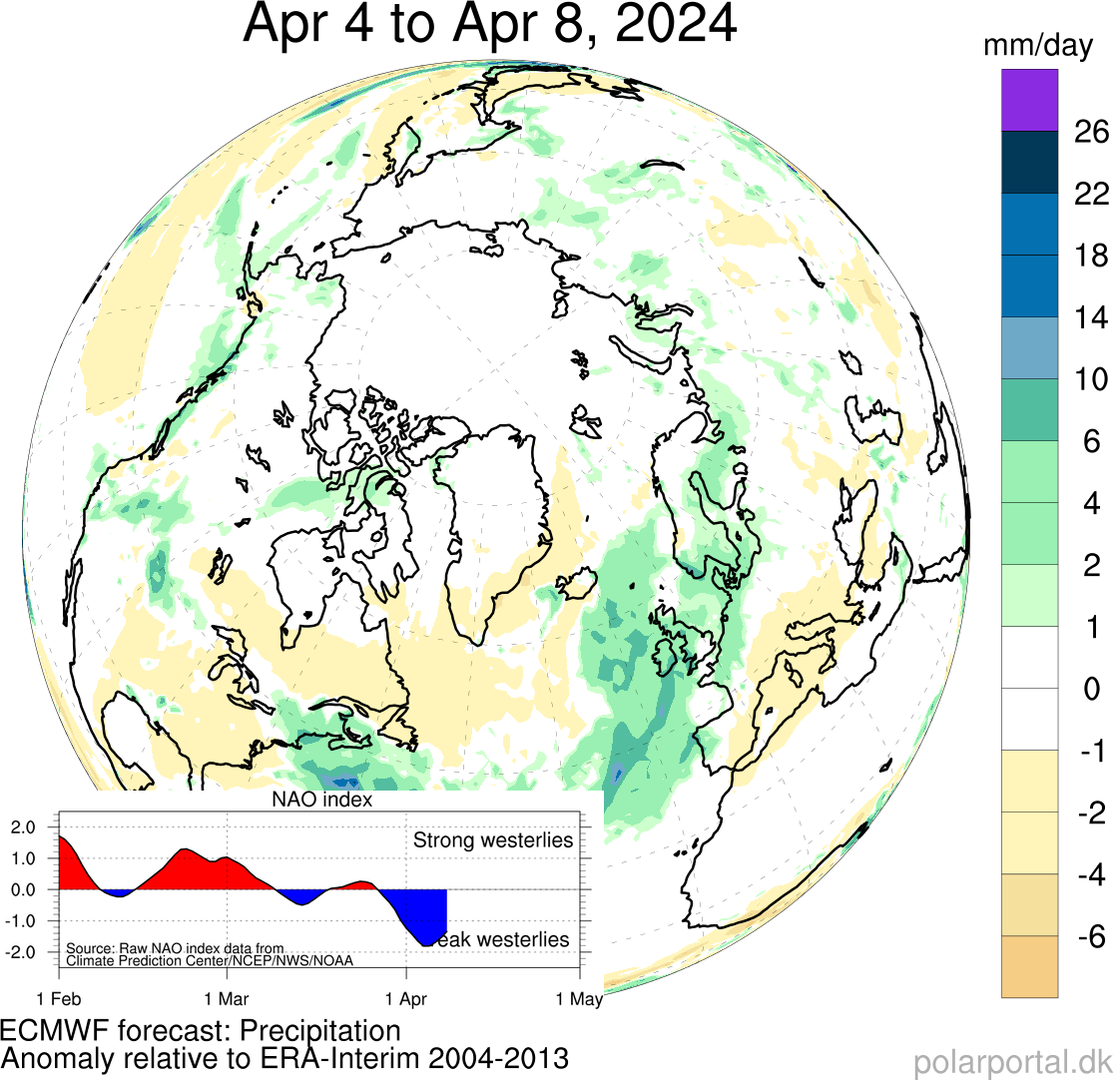 Apr 4 to Apr 8, 2024
mm/day
26
22
18
14
10
6
4
2
1
0
-1
-2
-4
-6
NAO index
2.0
1.0
0.0
-1.0
-2.0
Strong westerlies
eak westerlies
Source: Raw NAO index data from
Climate Prediction Center/NCEP/NWS/NOAA
1 Feb
1 Mar
1 Apr
1 May
ECMWF forecast: Precipitation
Anomaly relative to ERA-Interim 2004-2013
polarportal.dk